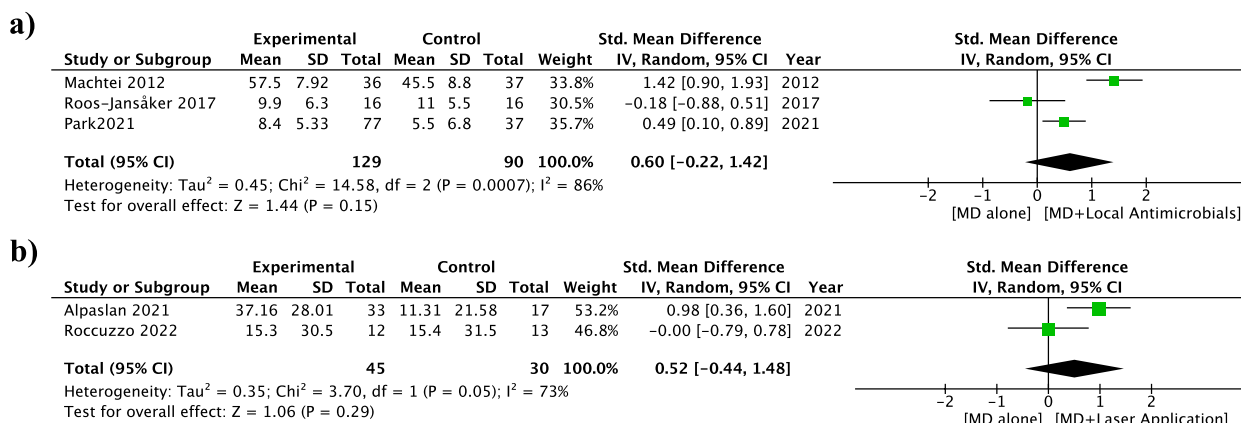 a)
Experimental Control Std. Mean Difference Std. Mean Difference
Study or Subgroup Mean SD Total Mean SD Total Weight IV, Random, 95% CI Year IV, Random, 95% CI
Machtei 2012 57.5 7.92 36 45.5 8.8 37 33.8% 1.42 [0.90, 1.93] 2012
Roos-Jansåker 2017 9.9 6.3 16 11 5.5 16 30.5% -0.18 [-0.88, 0.51] 2017
Park2021 8.4 5.33 77 5.5 6.8 37 35.7% 0.49 [0.10, 0.89] 2021
Total (95% CI) 129 90 100.0% 0.60 [-0.22, 1.42]
Heterogeneity: Tau² = 0.45; Chi² = 14.58, df = 2 (P = 0.0007); I² = 86%
Test for overall effect: Z = 1.44 (P = 0.15)
-2 -1 0 1 2
[MD alone] [MD+Local Antimicrobials]
b)
Experimental Control Std. Mean Difference Std. Mean Difference
Study or Subgroup Mean SD Total Mean SD Total Weight IV, Random, 95% CI Year IV, Random, 95% CI
Alpaslan 2021 37.16 28.01 33 11.31 21.58 17 53.2% 0.98 [0.36, 1.60] 2021
Roccuzzo 2022 15.3 30.5 12 15.4 31.5 13 46.8% -0.00 [-0.79, 0.78] 2022
Total (95% CI) 45 30 100.0% 0.52 [-0.44, 1.48]
Heterogeneity: Tau² = 0.35; Chi² = 3.70, df = 1 (P = 0.05); I² = 73%
Test for overall effect: Z = 1.06 (P = 0.29)
-2 -1 0 1 2
[MD alone] [MD+Laser Application]